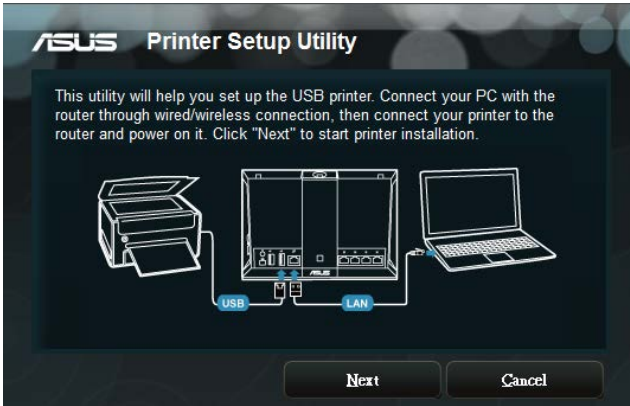 ASUS Printer Setup Utility
This utility will help you set up the USB printer. Connect your PC with the
router through wired/wireless connection, then connect your printer to the
router and power on it. Click "Next" to start printer installation.
ASUS
USB
LAN
Next
Cancel